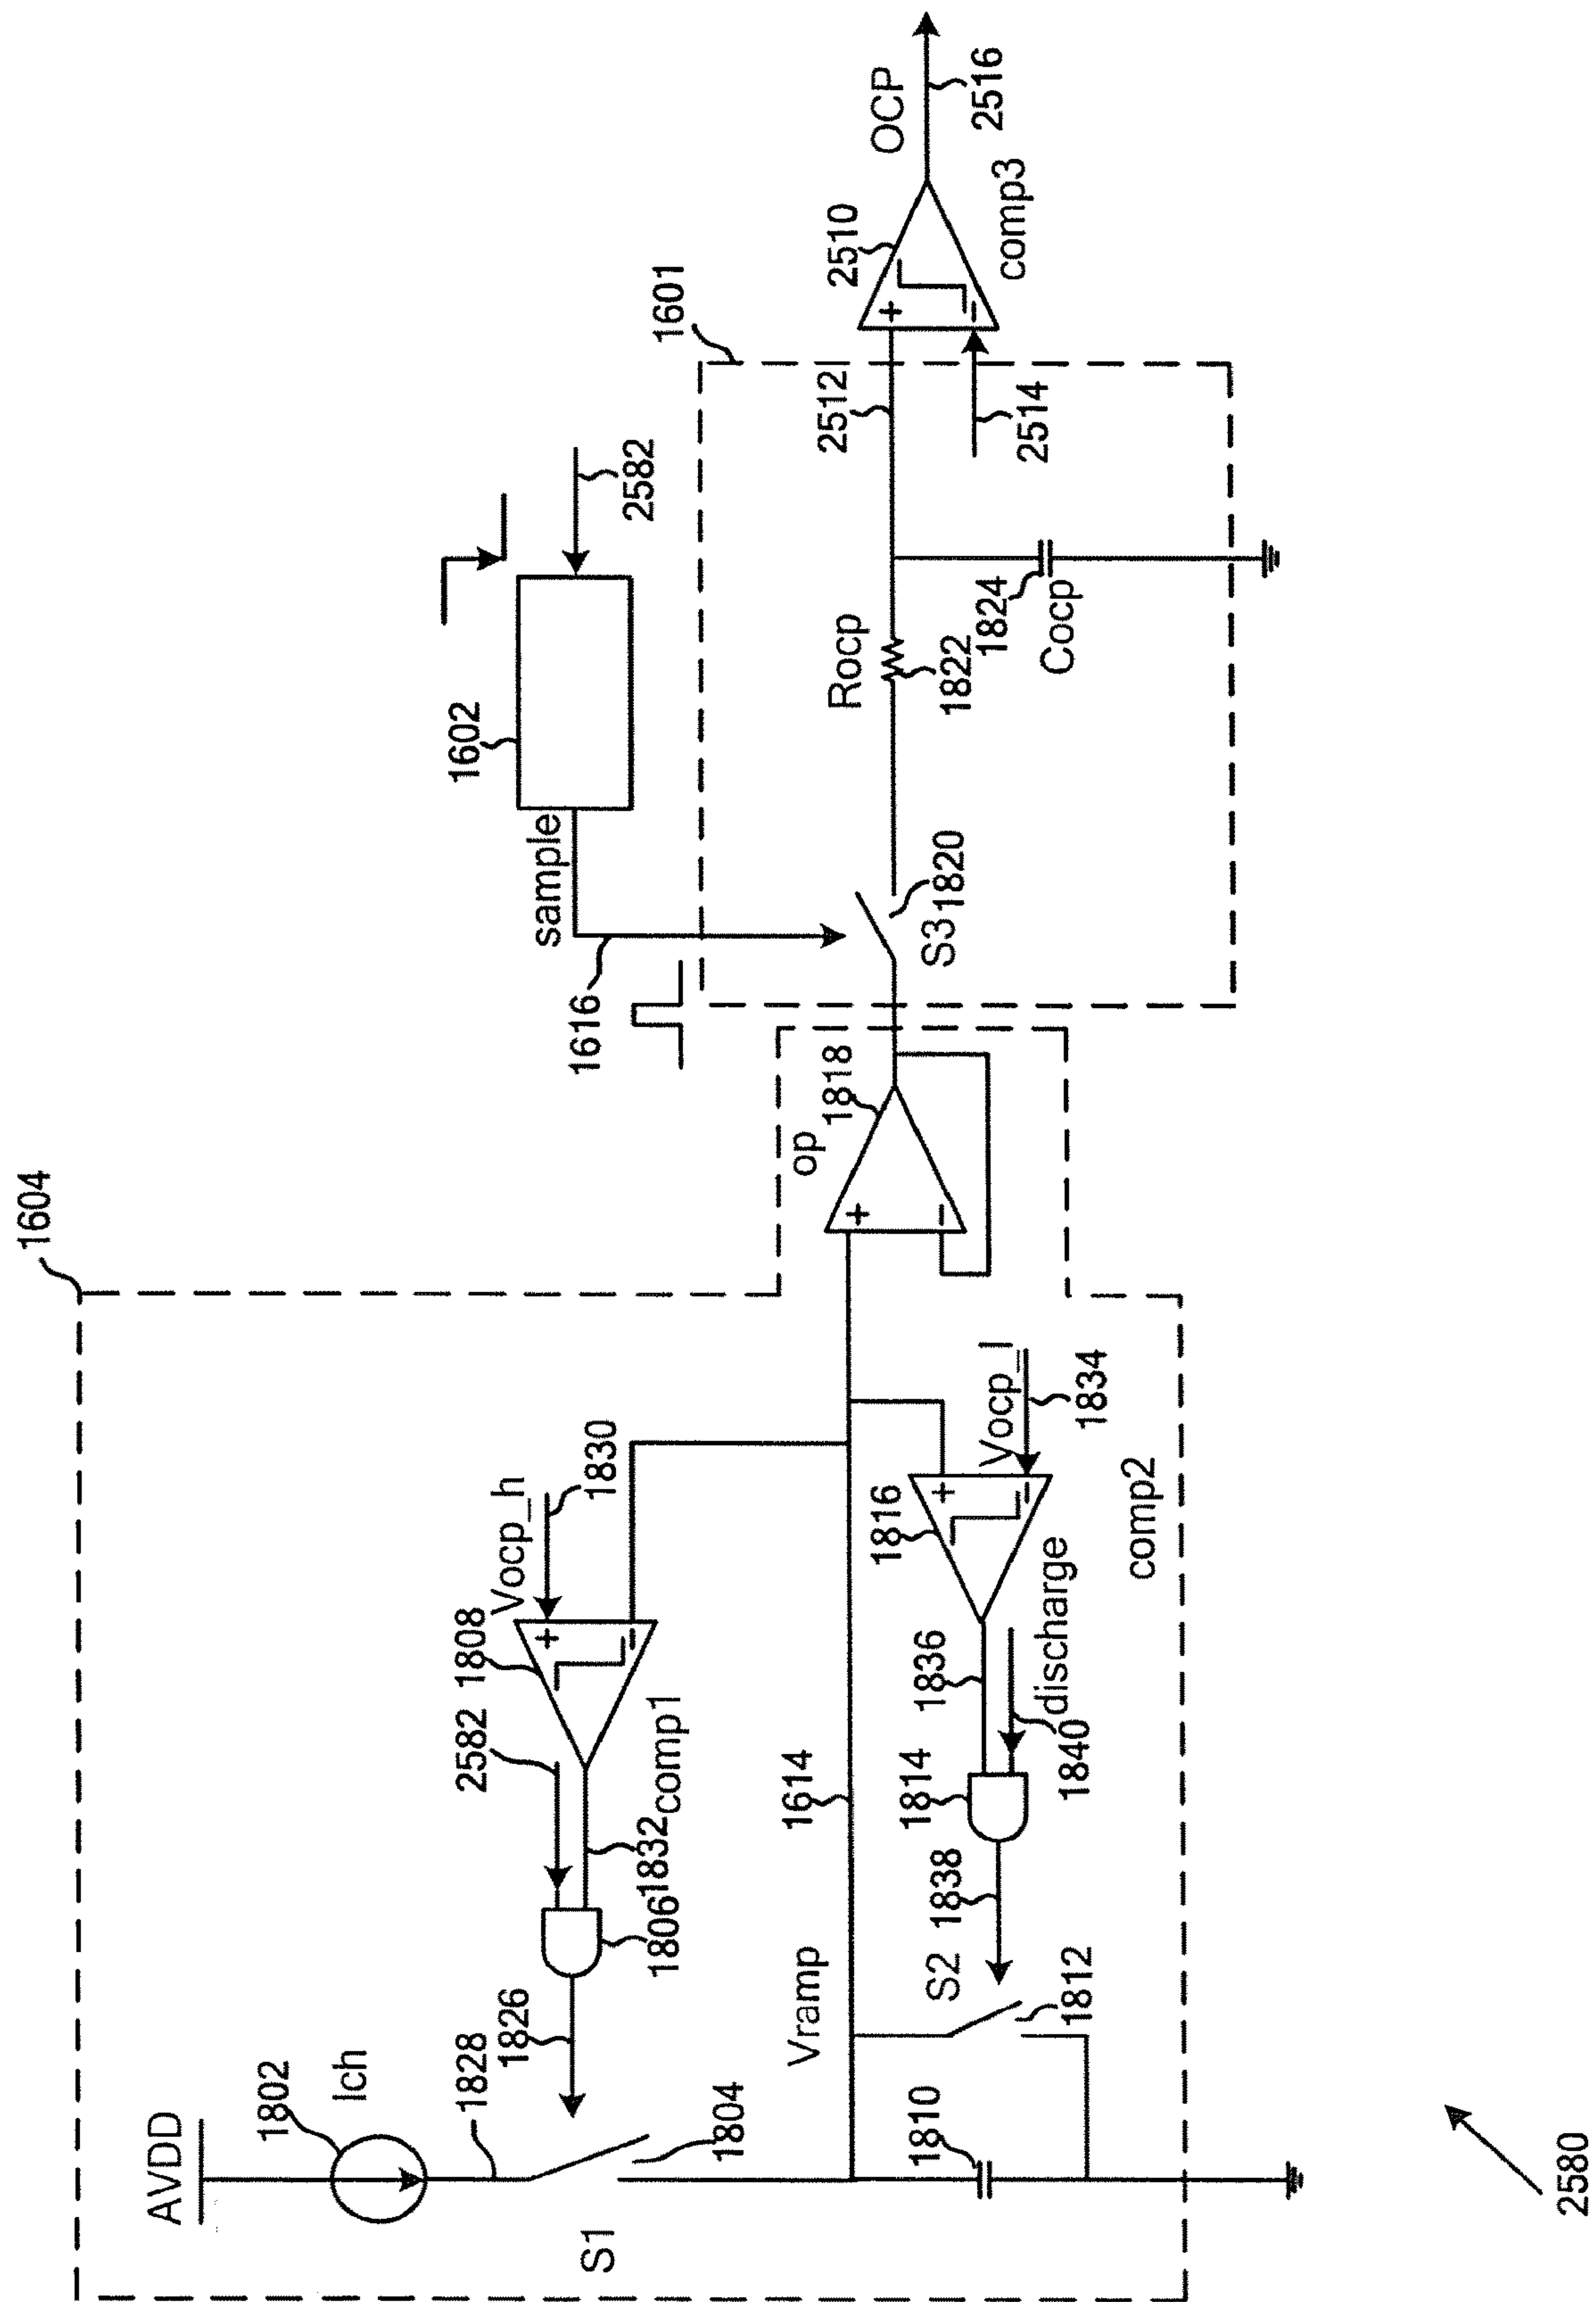 1604
AVDD
1802
Ich
1828
1826
S1
1804
1806
1832
2582
comp1
1808
Vocp_h
1830
Vramp
1614
1810
S2
1812
1838
1814
1836
1840
discharge
1816
Vocp_l
1834
comp2
op
1818
1616
sample
1602
2582
1601
S3
1820
Rocp
1822
1824
Cocp
2512
2514
2510
comp3
OCP
2516
2580
+
−
+
−
+
−
+
−